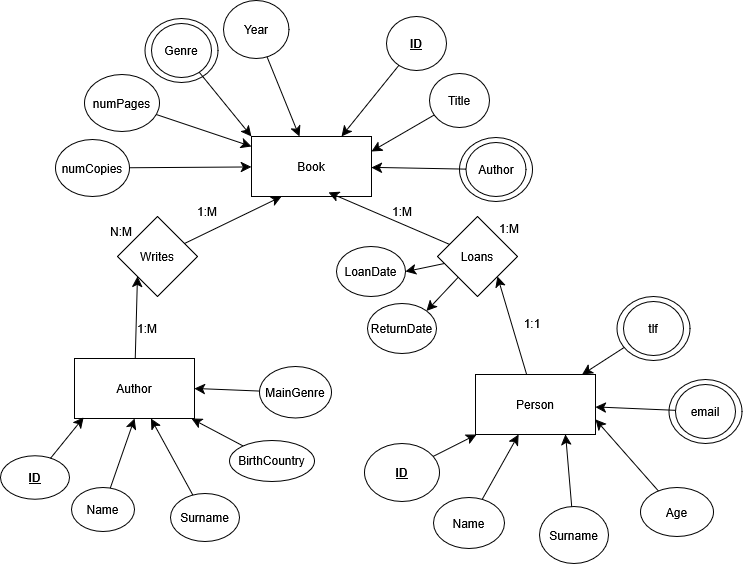 Year
Genre
ID
numPages
Title
numCopies
Book
Author
N:M
1:M
1:M
1:M
Writes
Loans
LoanDate
ReturnDate
1:M
1:1
tlf
Author
MainGenre
Person
email
BirthCountry
ID
ID
Name
Surname
Name
Surname
Age